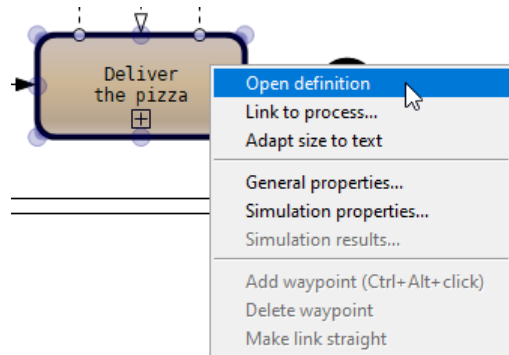 Deliver
the pizza
Open definition
Link to process...
Adapt size to text
General properties...
Simulation properties...
Simulation results...
Add waypoint (Ctrl+Alt+click)
Delete waypoint
Make link straight